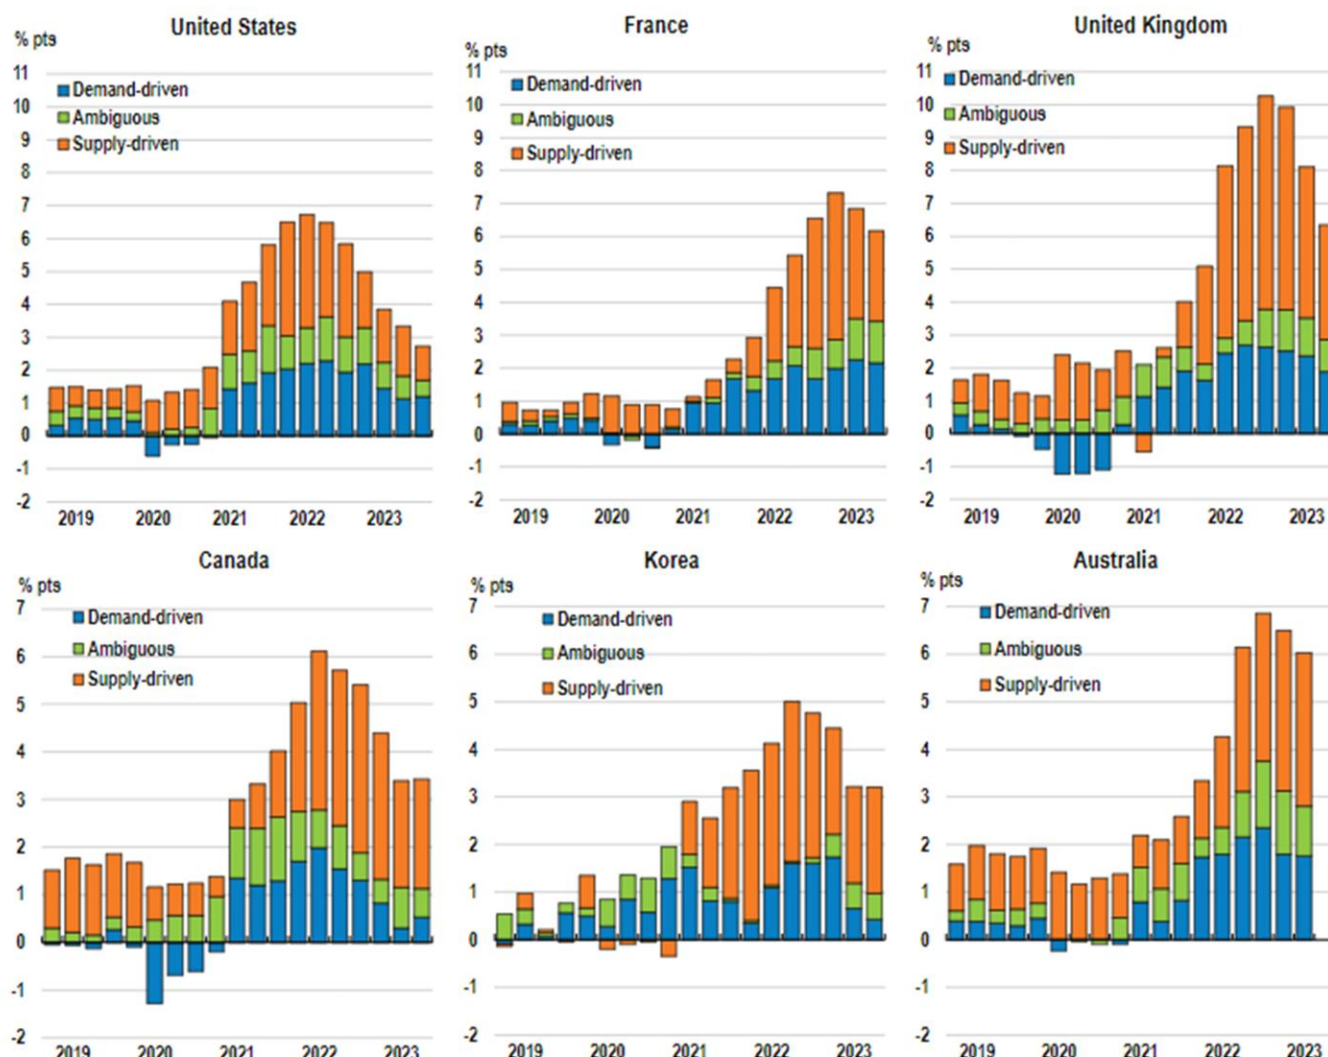 United States
% pts
11
10
9
8
7
6
5
4
3
2
1
0
-1
-2
Demand-driven
Ambiguous
Supply-driven
2019 2020 2021 2022 2023
France
% pts
11
10
9
8
7
6
5
4
3
2
1
0
-1
-2
Demand-driven
Ambiguous
Supply-driven
2019 2020 2021 2022 2023
United Kingdom
% pts
11
10
9
8
7
6
5
4
3
2
1
0
-1
-2
Demand-driven
Ambiguous
Supply-driven
2019 2020 2021 2022 2023
Canada
% pts
7
6
5
4
3
2
1
0
-1
-2
Demand-driven
Ambiguous
Supply-driven
2019 2020 2021 2022 2023
Korea
% pts
7
6
5
4
3
2
1
0
-1
-2
Demand-driven
Ambiguous
Supply-driven
2019 2020 2021 2022 2023
Australia
% pts
7
6
5
4
3
2
1
0
-1
-2
Demand-driven
Ambiguous
Supply-driven
2019 2020 2021 2022 2023